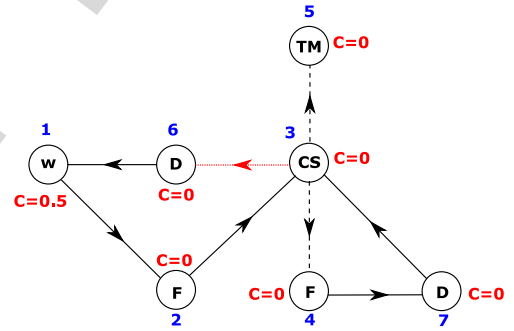 5
TM C=0
1 6 3
w D CS C=0
C=0.5 C=0
C=0
F C=0 F D C=0
2 4 7